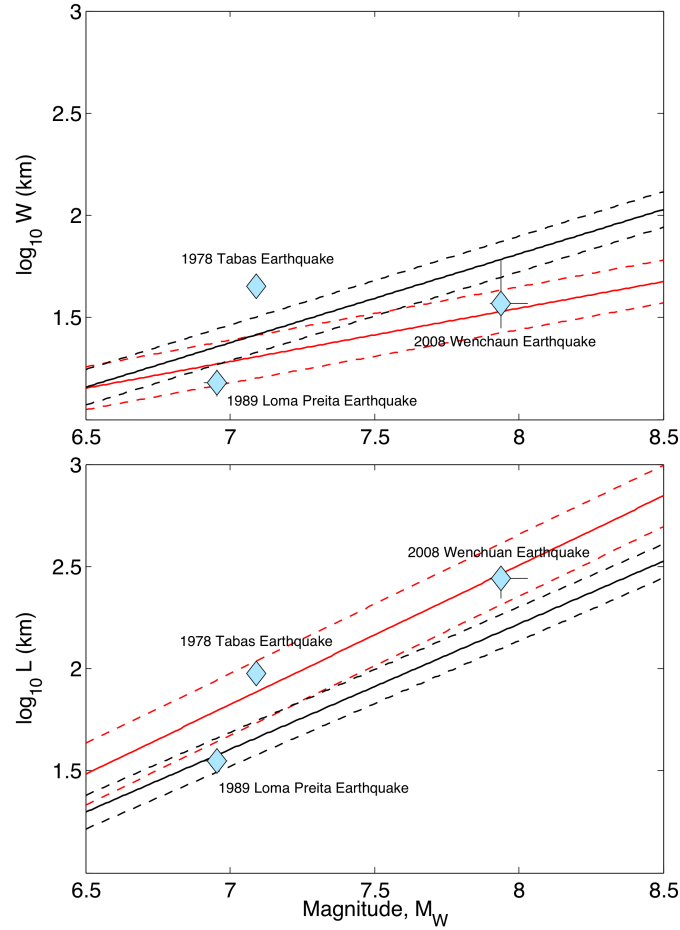 3
2.5
2
1.5
log10 W (km)
1978 Tabas Earthquake
2008 Wenchaun Earthquake
1989 Loma Preita Earthquake
6.5 7 7.5 8 8.5
3
2.5
2
1.5
log10 L (km)
2008 Wenchuan Earthquake
1978 Tabas Earthquake
1989 Loma Preita Earthquake
6.5 7 7.5 8 8.5
Magnitude, MW